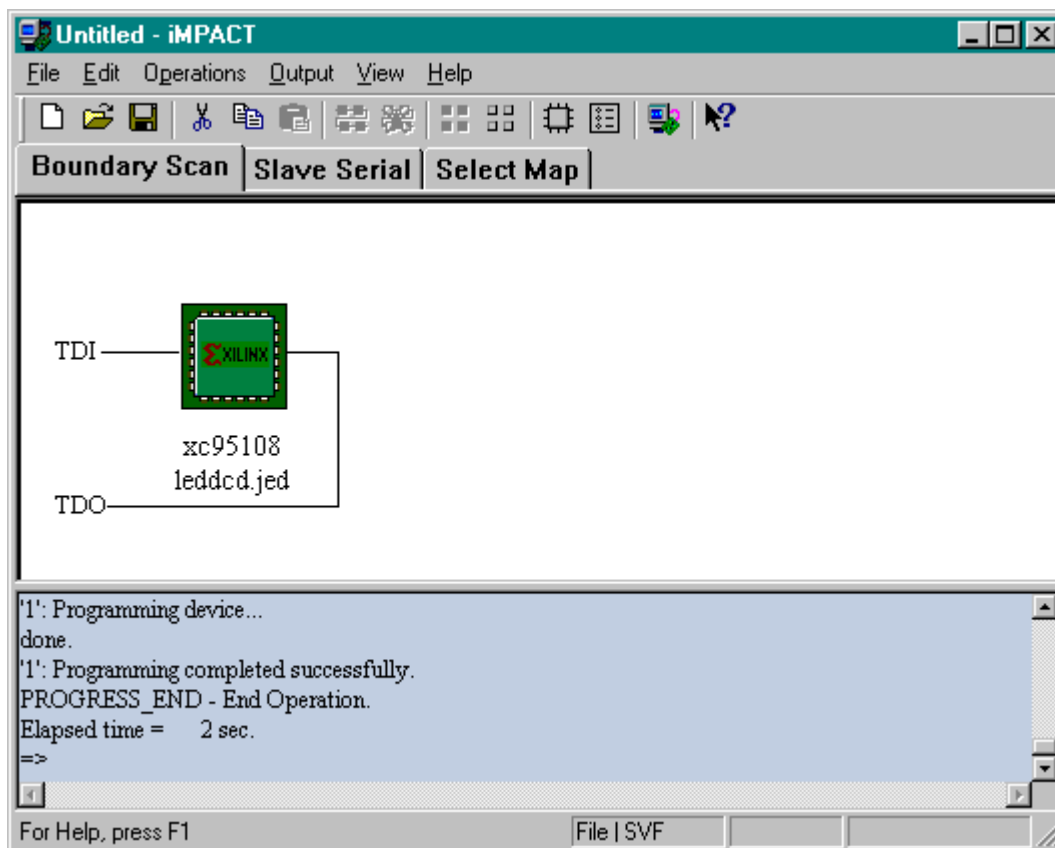 Untitled - iMPACT
File Edit Operations Output View Help
Boundary Scan Slave Serial Select Map
TDI
XILINX
xc95108
leddcd.jed
TDO
'1': Programming device...
done.
'1': Programming completed successfully.
PROGRESS_END - End Operation.
Elapsed time = 2 sec.
=>
For Help, press F1 File | SVF